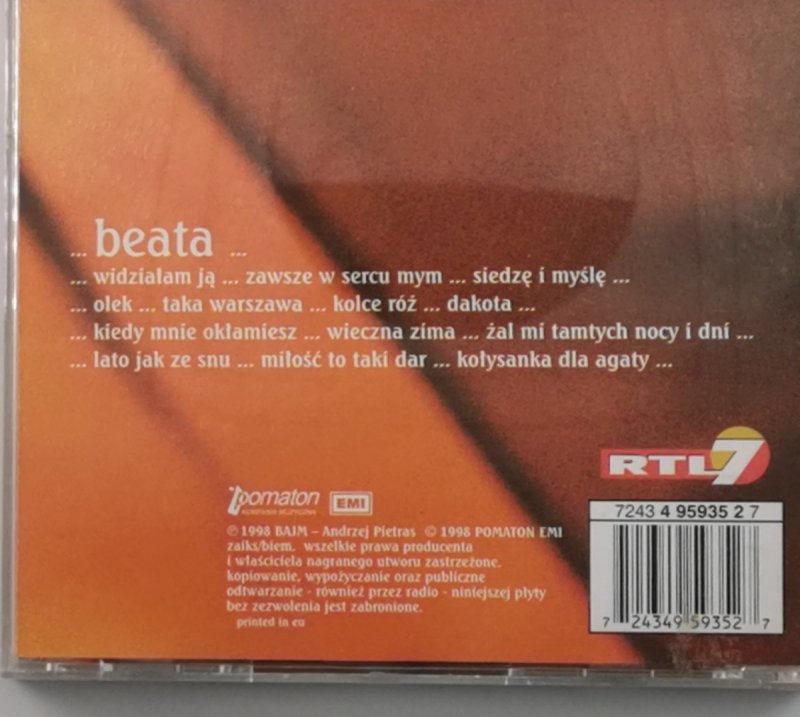 ... beata ...
... widziałam ją ... zawsze w sercu mym ... siedzę i myślę ...
... olek ... taka warszawa ... kolce róż ... dakota ...
... kiedy mnie okłamiesz ... wieczna zima ... żal mi tamtych nocy i dni ...
... lato jak ze snu ... miłość to taki dar ... kołysanka dla agaty ...
RTL7
pomaton EMI
KOMPANIA MUZYCZNA
7243 4 95935 2 7
℗ 1998 BAJM – Andrzej Pietras © 1998 POMATON EMI
zaiks/biem. wszelkie prawa producenta
i właściciela nagranego utworu zastrzeżone.
kopiowanie, wypożyczanie oraz publiczne
odtwarzanie - również przez radio - niniejszej płyty
bez zezwolenia jest zabronione.
printed in eu
7 24349 59352 7